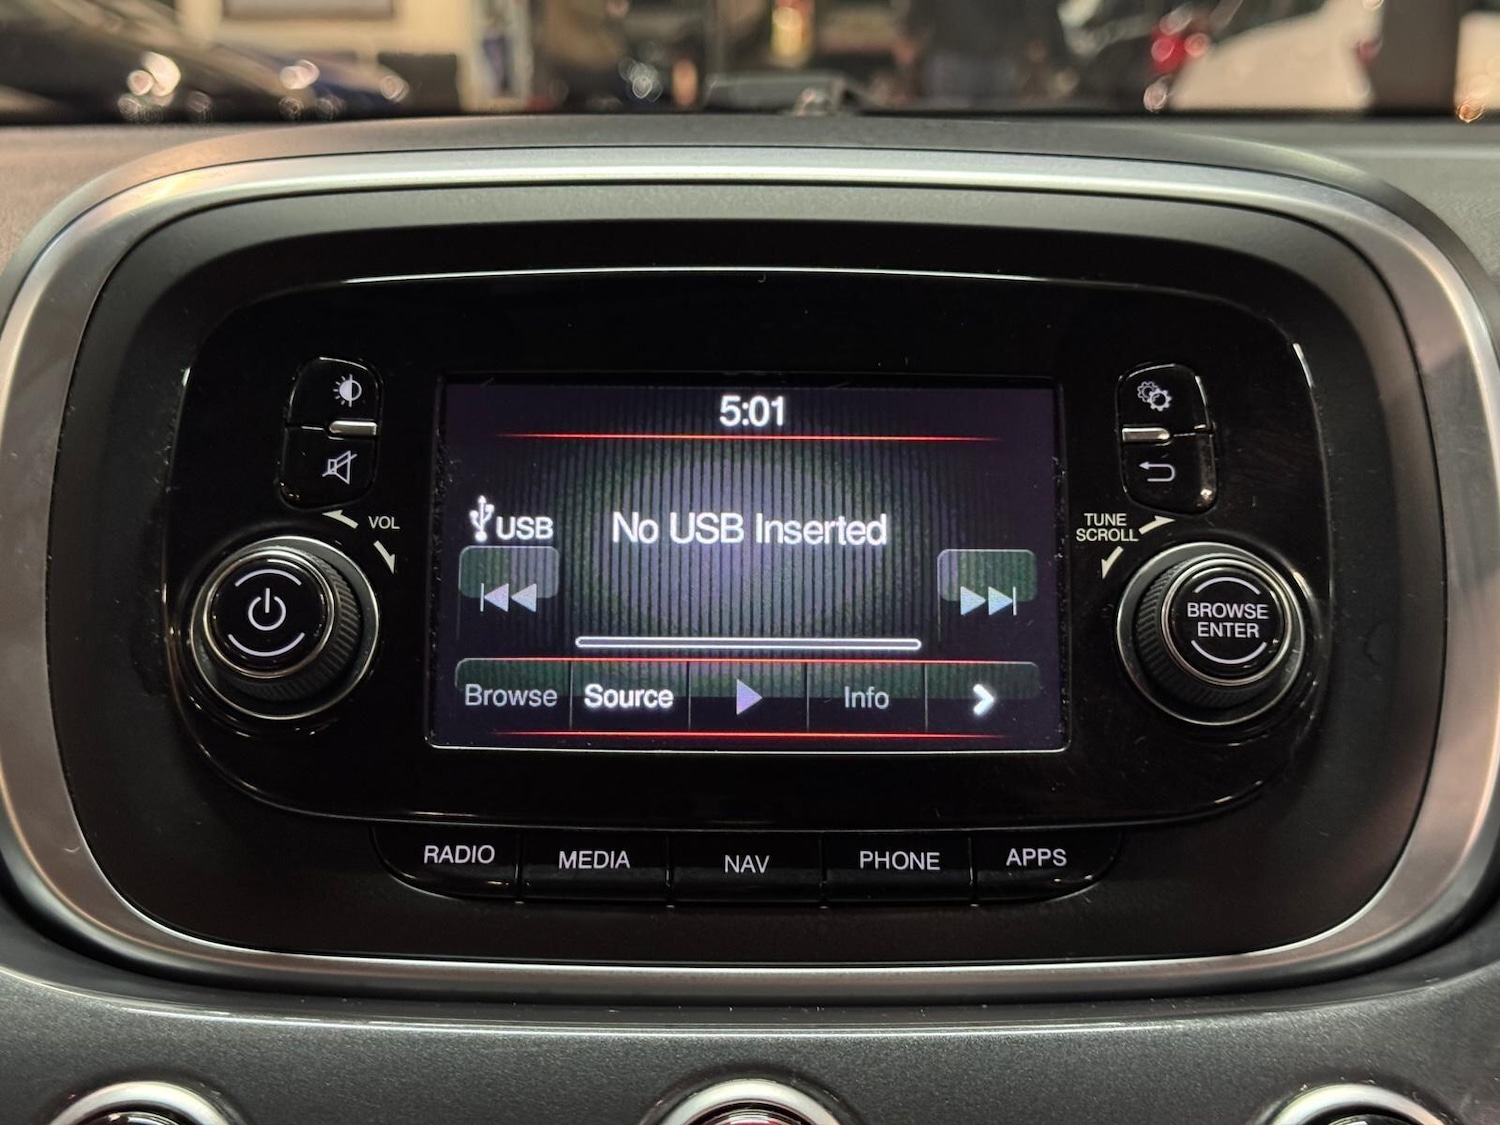 5:01
VOL
TUNE
SCROLL
USB
No USB Inserted
BROWSE
ENTER
Browse
Source
Info
RADIO
MEDIA
NAV
PHONE
APPS